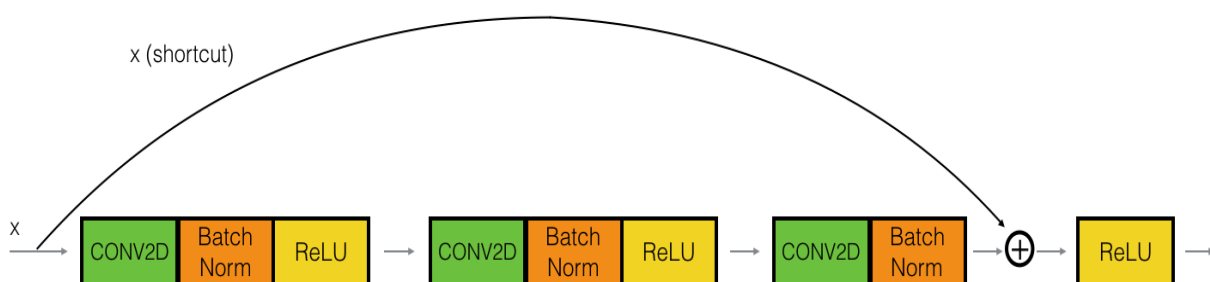 x (shortcut)
x
CONV2D
Batch
Norm
ReLU
CONV2D
Batch
Norm
ReLU
CONV2D
Batch
Norm
ReLU